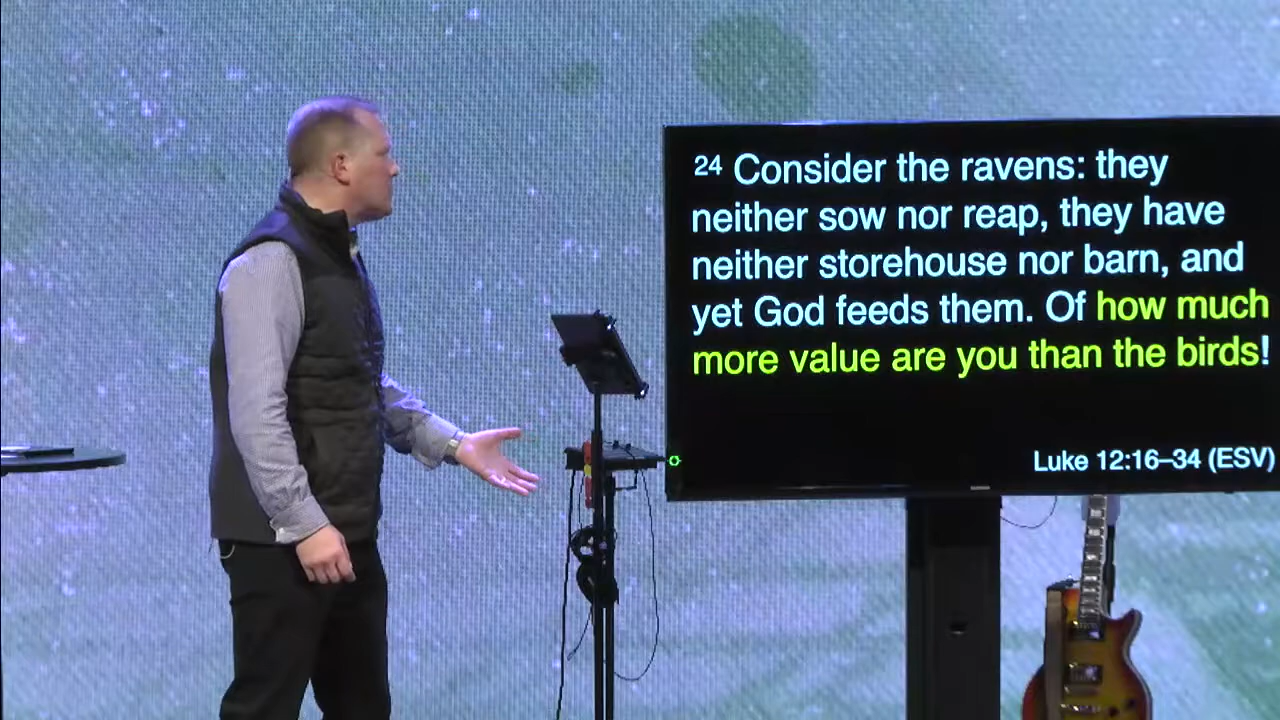 24 Consider the ravens: they
neither sow nor reap, they have
neither storehouse nor barn, and
yet God feeds them. Of how much
more value are you than the birds!
Luke 12:16–34 (ESV)